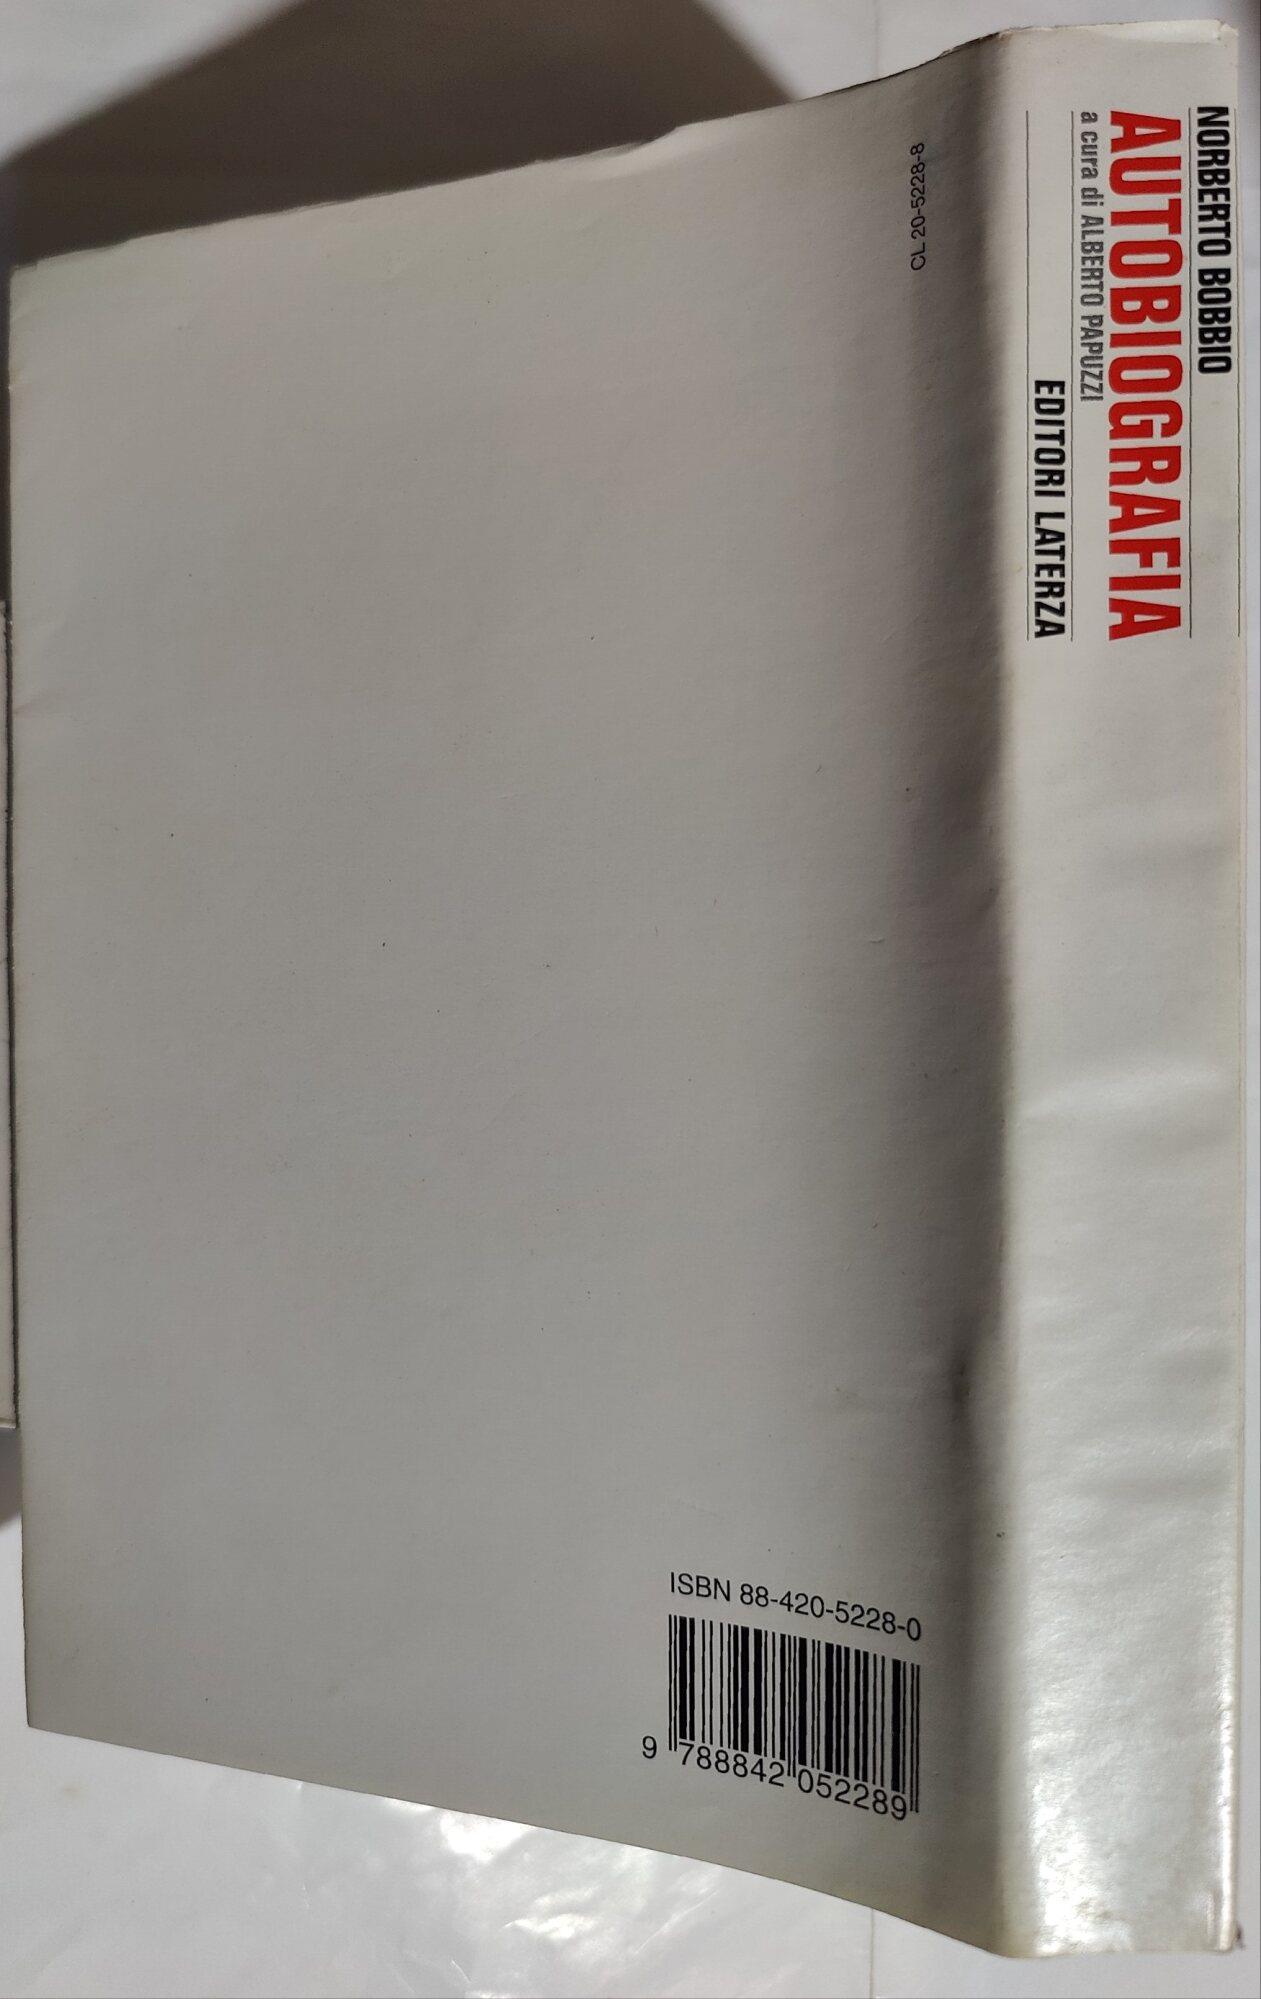 NORBERTO BOBBIO
AUTOBIOGRAFIA
a cura di ALBERTO PAPUZZI
EDITORI LATERZA
CL 20-5228-8
ISBN 88-420-5228-0
9 788842 052289